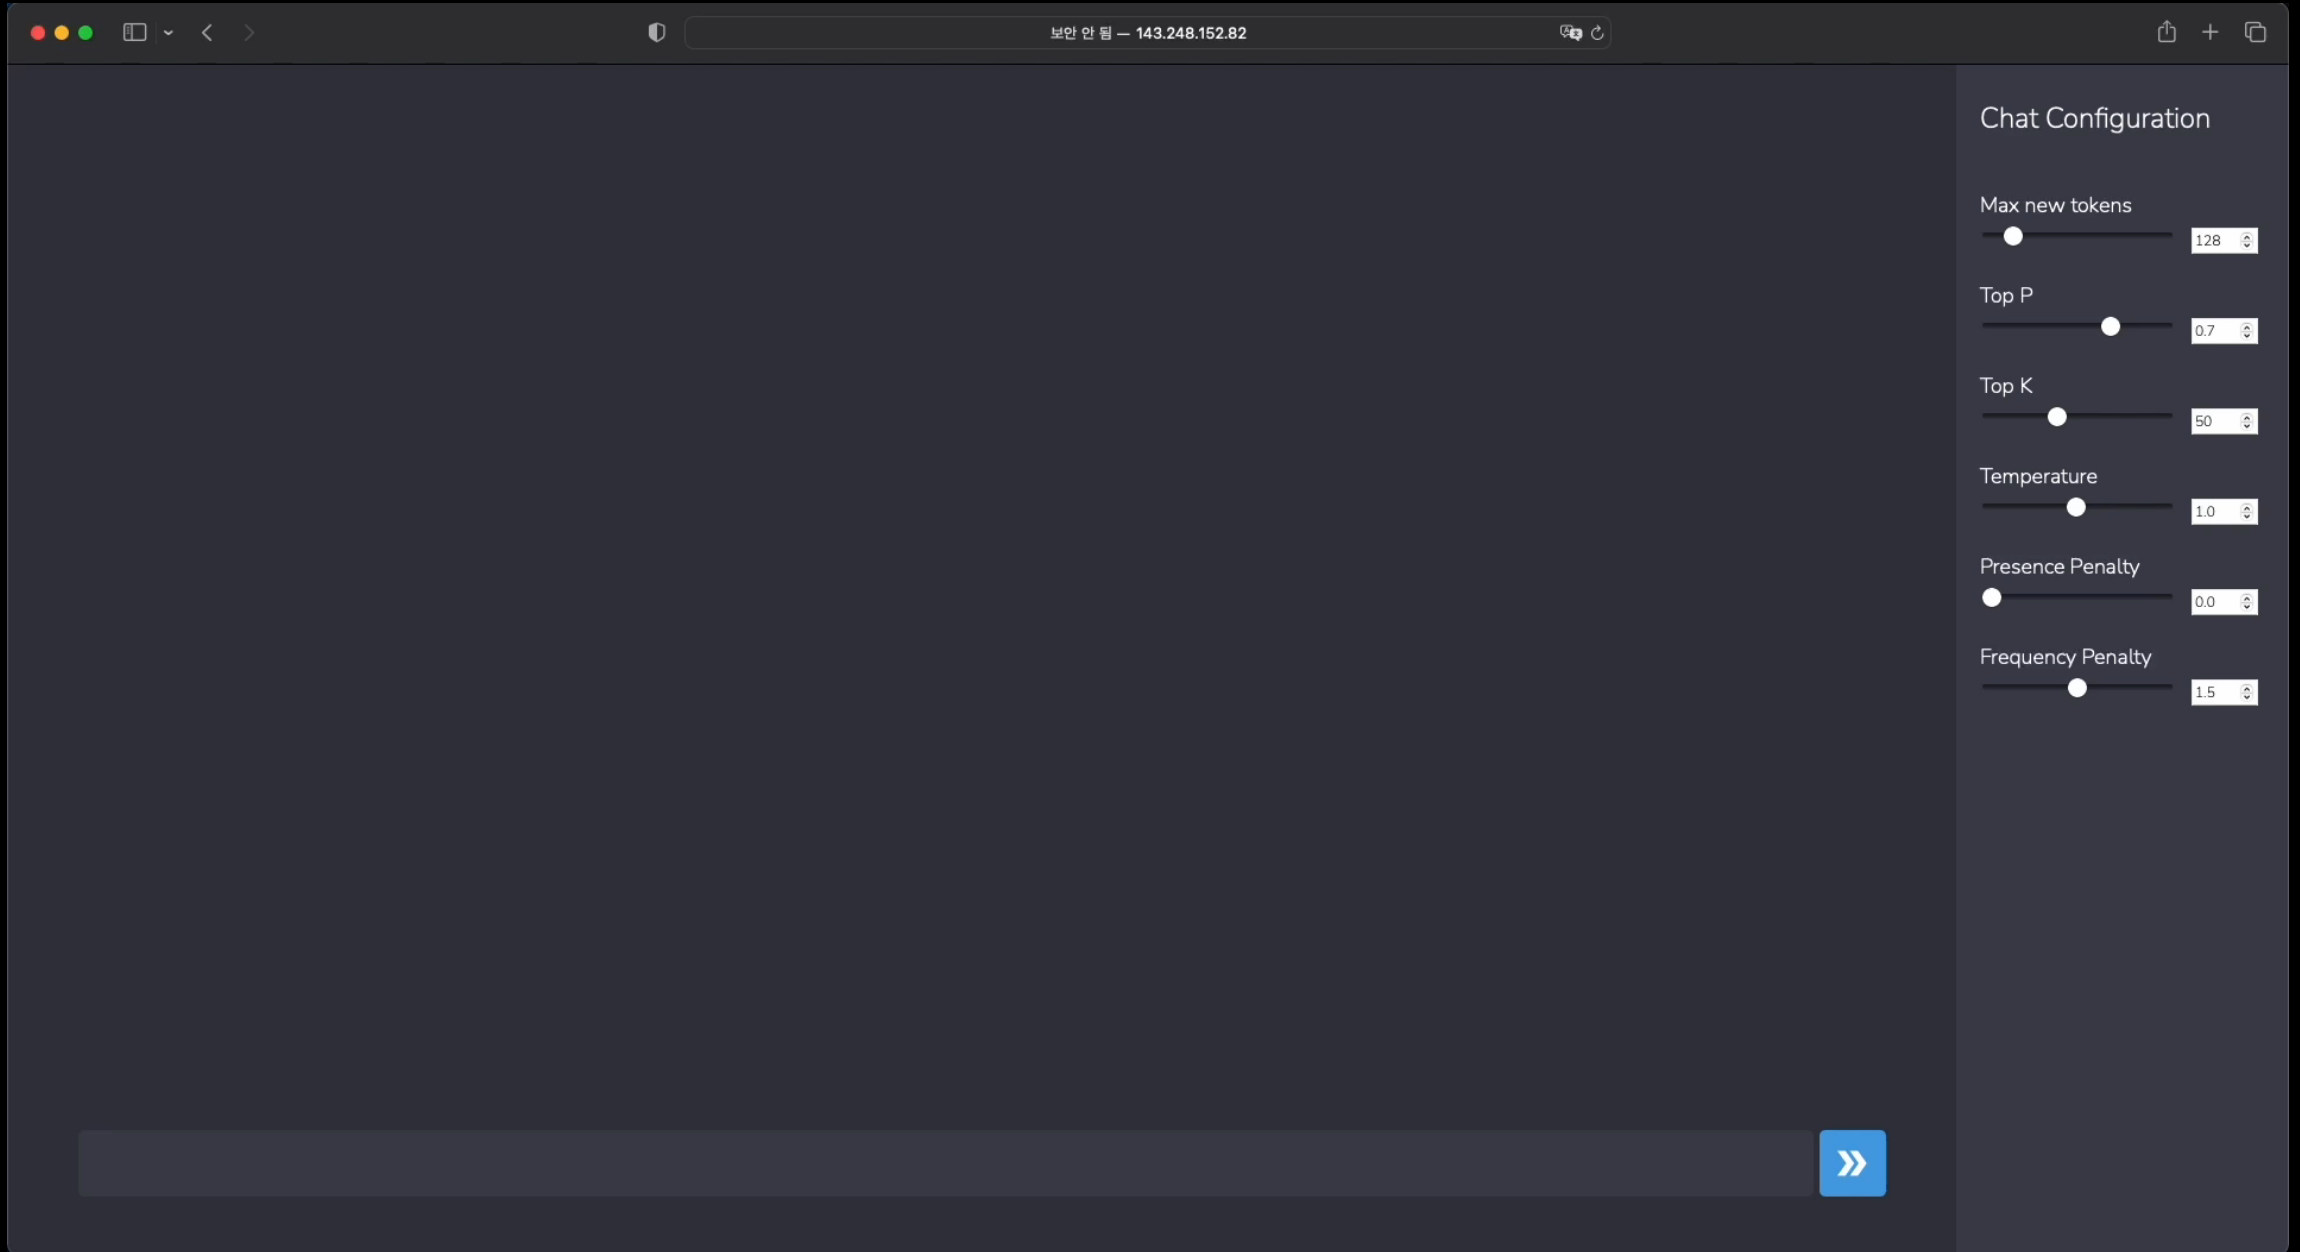 보안 안 됨 — 143.248.152.82
Chat Configuration
Max new tokens
128
Top P
0.7
Top K
50
Temperature
1.0
Presence Penalty
0.0
Frequency Penalty
1.5